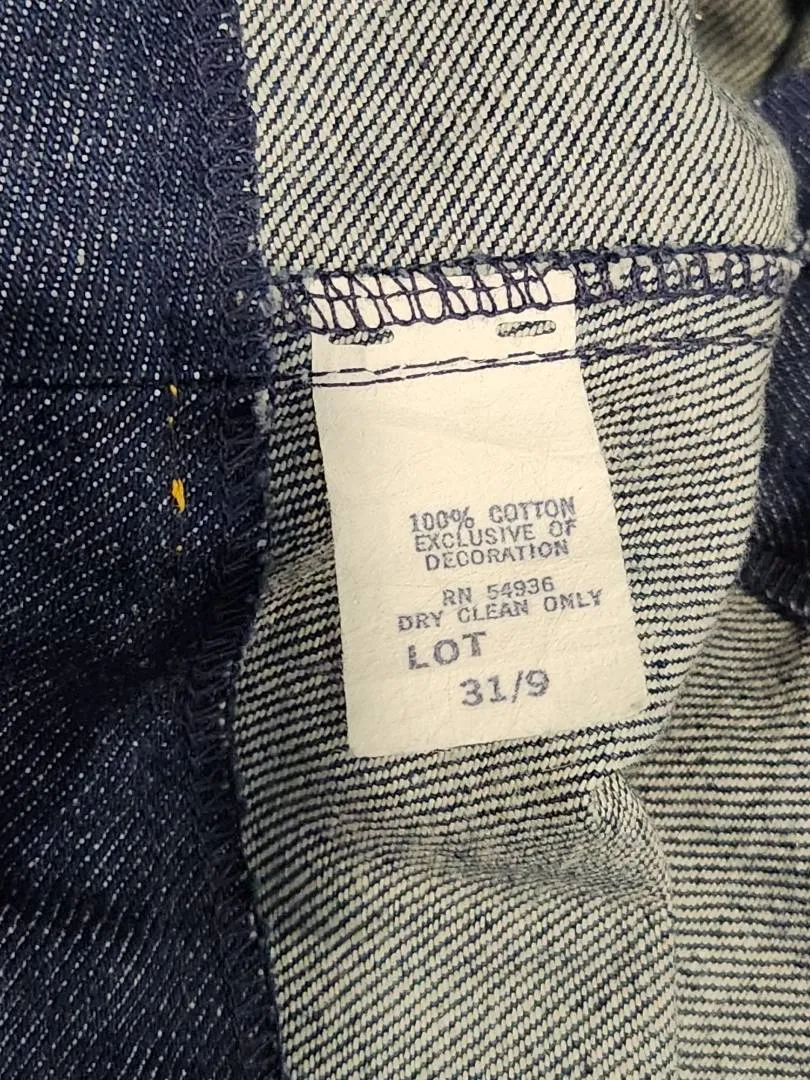 100% COTTON
EXCLUSIVE OF
DECORATION
RN 54936
DRY CLEAN ONLY
LOT
31/9